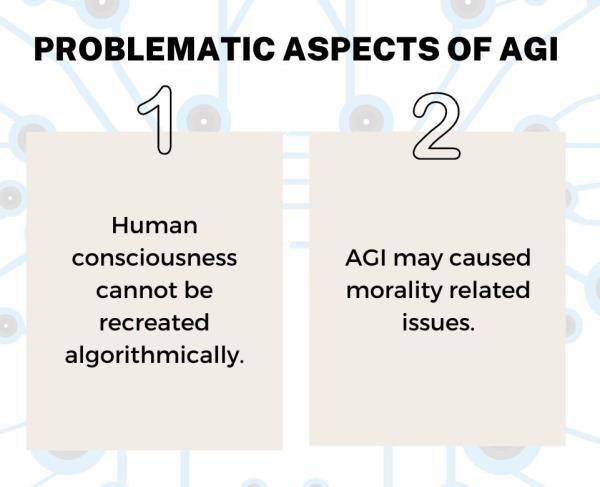 PROBLEMATIC ASPECTS OF AGI
1
Human
consciousness
cannot be
recreated
algorithmically.
2
AGI may caused
morality related
issues.